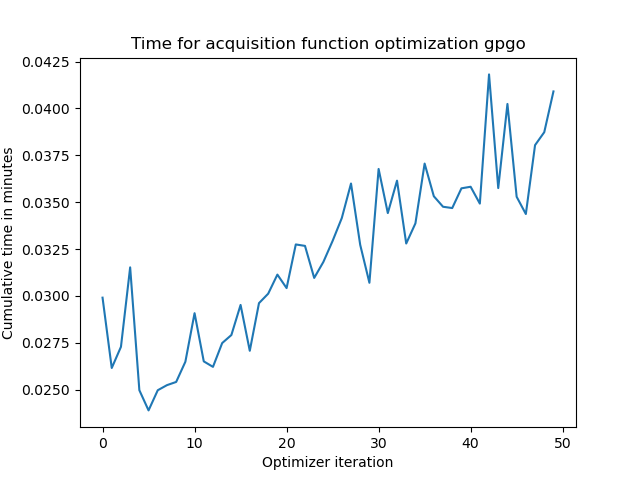 Time for acquisition function optimization gpgo
Cumulative time in minutes
0.0425
0.0400
0.0375
0.0350
0.0325
0.0300
0.0275
0.0250
0 10 20 30 40 50
Optimizer iteration